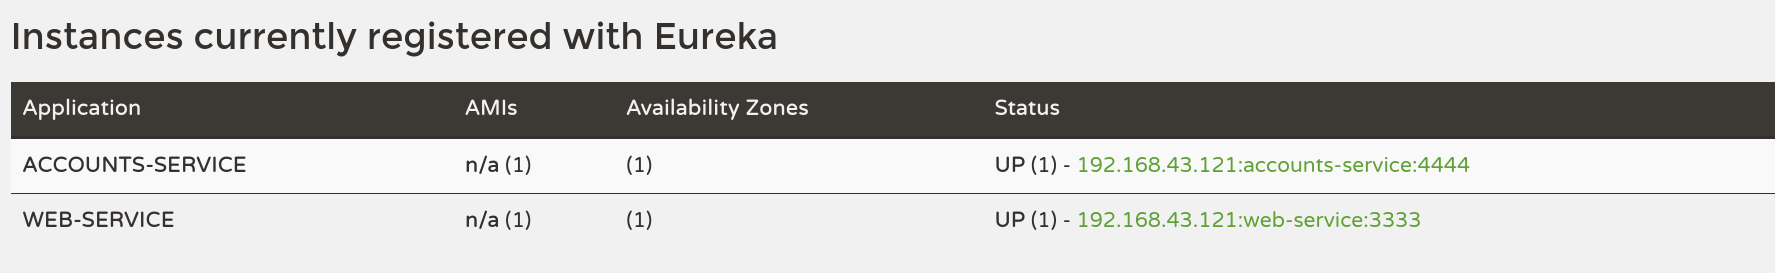 Instances currently registered with Eureka
Application AMIs Availability Zones Status
ACCOUNTS-SERVICE n/a (1) (1) UP (1) - 192.168.43.121:accounts-service:4444
WEB-SERVICE n/a (1) (1) UP (1) - 192.168.43.121:web-service:3333